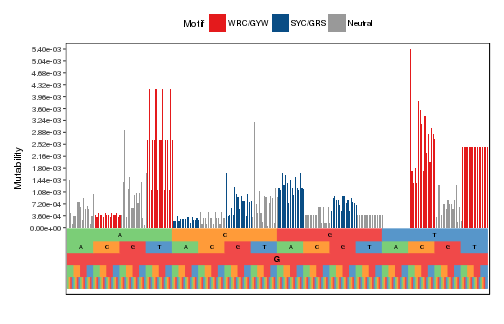 Motif WRC/GYW SYC/GRS Neutral
Mutability
5.40e−03
5.04e−03
4.68e−03
4.32e−03
3.96e−03
3.60e−03
3.24e−03
2.88e−03
2.52e−03
2.16e−03
1.80e−03
1.44e−03
1.08e−03
7.20e−04
3.60e−04
0.00e+00
A C G T
A C G T A C G T A C G T A C G T
G